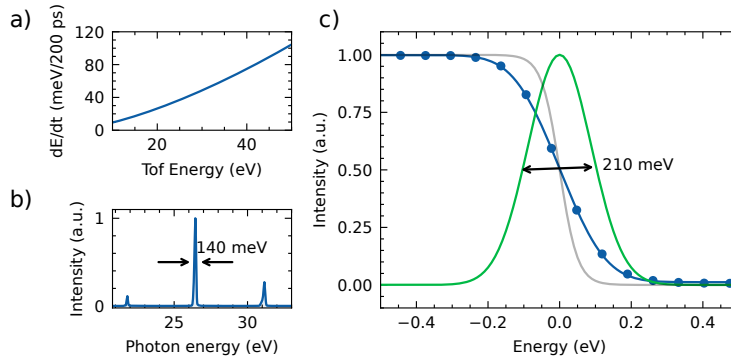 a)
dE/dt (meV/200 ps)
120
80
40
0
20
40
Tof Energy (eV)
b)
Intensity (a.u.)
1
0
140 meV
25
30
Photon energy (eV)
c)
Intensity (a.u.)
1.00
0.75
0.50
0.25
0.00
210 meV
−0.4
−0.2
0.0
0.2
0.4
Energy (eV)